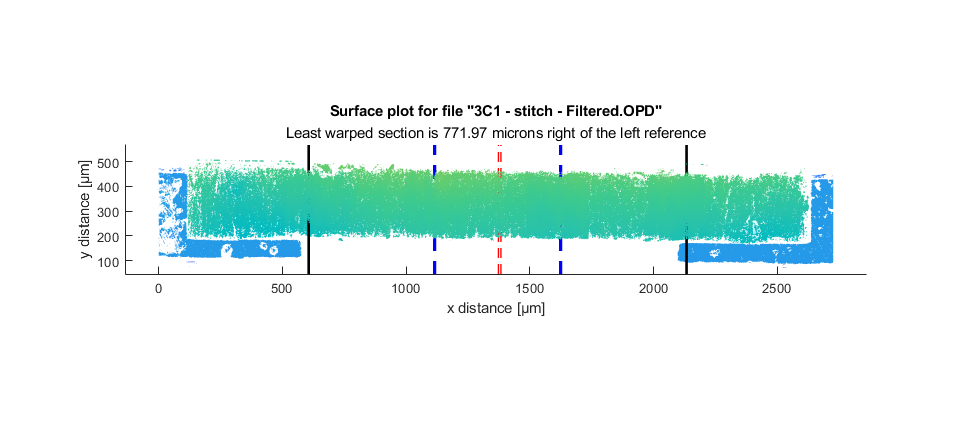 Surface plot for file "3C1 - stitch - Filtered.OPD"
Least warped section is 771.97 microns right of the left reference
y distance [µm]
500
400
300
200
100
0 500 1000 1500 2000 2500
x distance [µm]